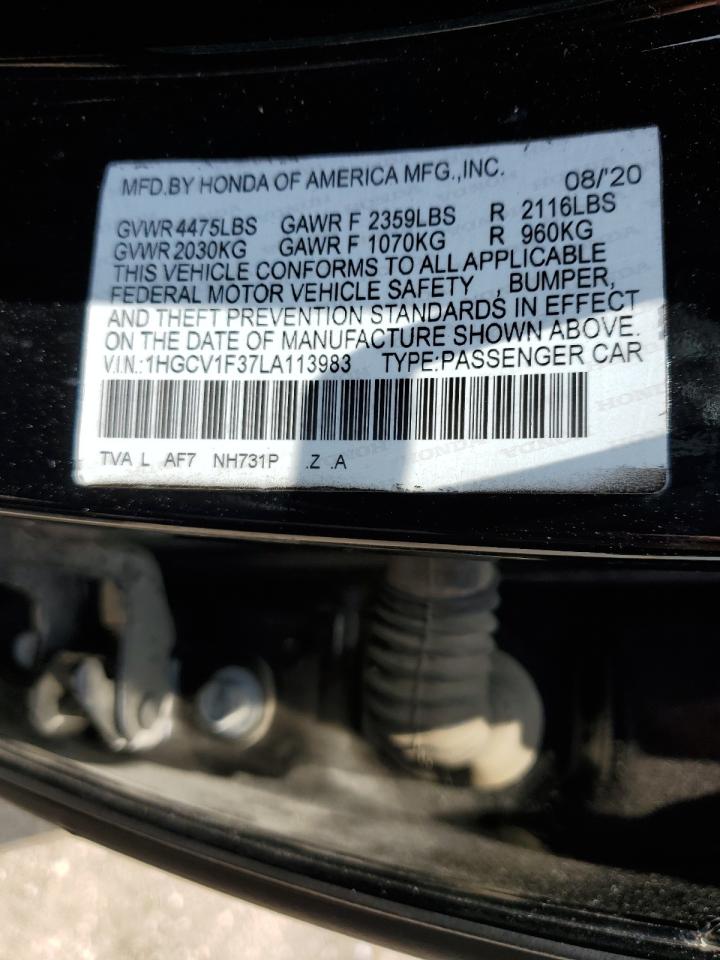 MFD.BY HONDA OF AMERICA MFG.,INC. 08/'20
GVWR 4475LBS GAWR F 2359LBS R 2116LBS
GVWR 2030KG GAWR F 1070KG R 960KG
THIS VEHICLE CONFORMS TO ALL APPLICABLE
FEDERAL MOTOR VEHICLE SAFETY , BUMPER,
AND THEFT PREVENTION STANDARDS IN EFFECT
ON THE DATE OF MANUFACTURE SHOWN ABOVE.
V.I.N.:1HGCV1F37LA113983 TYPE:PASSENGER CAR
TVA L AF7 NH731P .Z .A